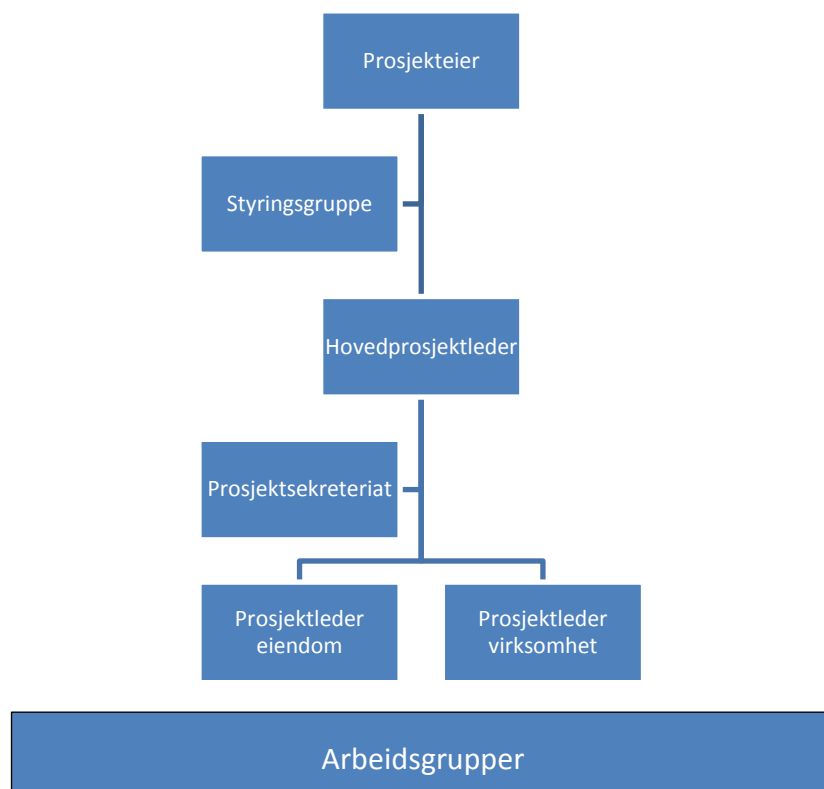 Prosjekteier
Styringsgruppe
Hovedprosjektleder
Prosjektsekreteriat
Prosjektleder
eiendom
Prosjektleder
virksomhet
Arbeidsgrupper